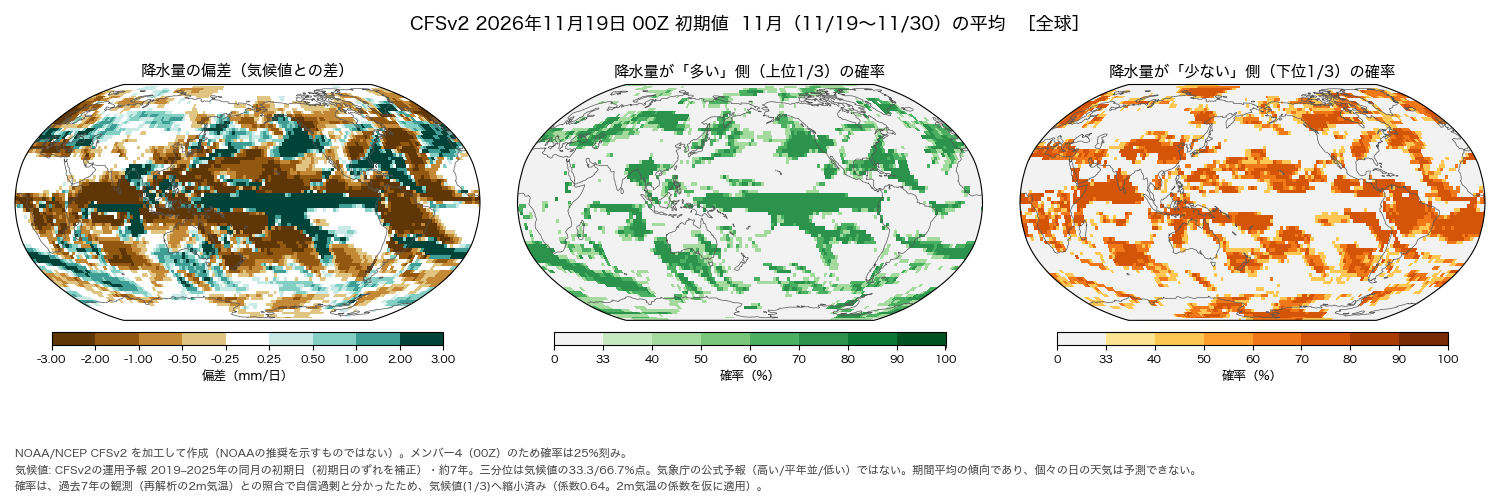 CFSv2 2026年11月19日 00Z 初期値 11月（11/19～11/30）の平均 ［全球］
降水量の偏差（気候値との差）
降水量が「多い」側（上位1/3）の確率
降水量が「少ない」側（下位1/3）の確率
-3.00 -2.00 -1.00 -0.50 -0.25 0.25 0.50 1.00 2.00 3.00
偏差（mm/日）
0 33 40 50 60 70 80 90 100
確率（%）
0 33 40 50 60 70 80 90 100
確率（%）
NOAA/NCEP CFSv2 を加工して作成（NOAAの推奨を示すものではない）。メンバー4（00Z）のため確率は25%刻み。
気候値: CFSv2の運用予報 2019–2025年の同月の初期日（初期日のずれを補正）・約7年。三分位は気候値の33.3/66.7%点。気象庁の公式予報（高い/平年並/低い）ではない。期間平均の傾向であり、個々の日の天気は予測できない。
確率は、過去7年の観測（再解析の2m気温）との照合で自信過剰と分かったため、気候値(1/3)へ縮小済み（係数0.64。2m気温の係数を仮に適用）。